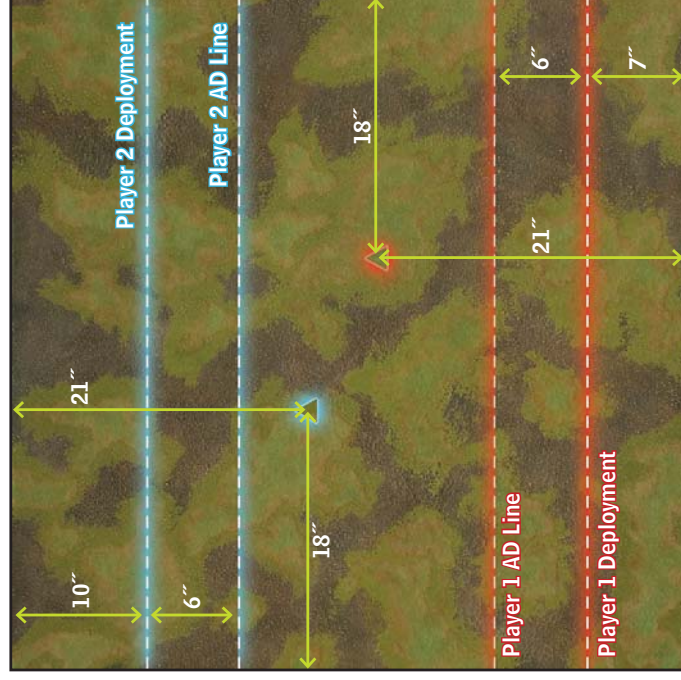 Player 2 Deployment
Player 2 AD Line
18″
6″
7″
21″
21″
10″
6″
18″
Player 1 AD Line
Player 1 Deployment